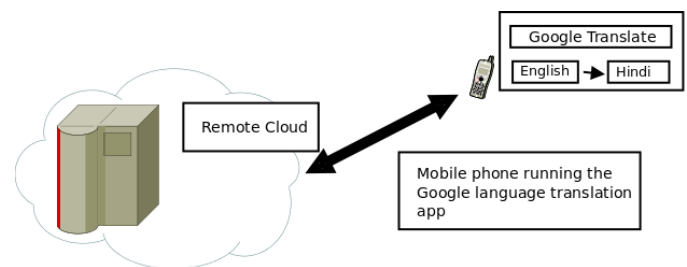 Google Translate
English
Hindi
Remote Cloud
Mobile phone running the
Google language translation
app